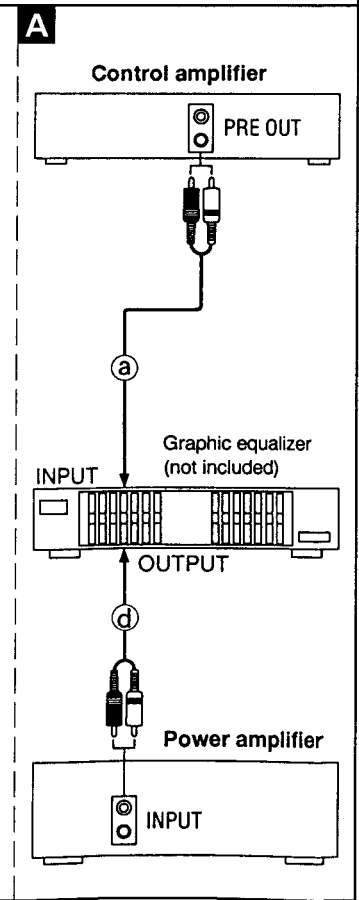 A
Control amplifier
PRE OUT
a
Graphic equalizer
(not included)
INPUT
OUTPUT
d
Power amplifier
INPUT